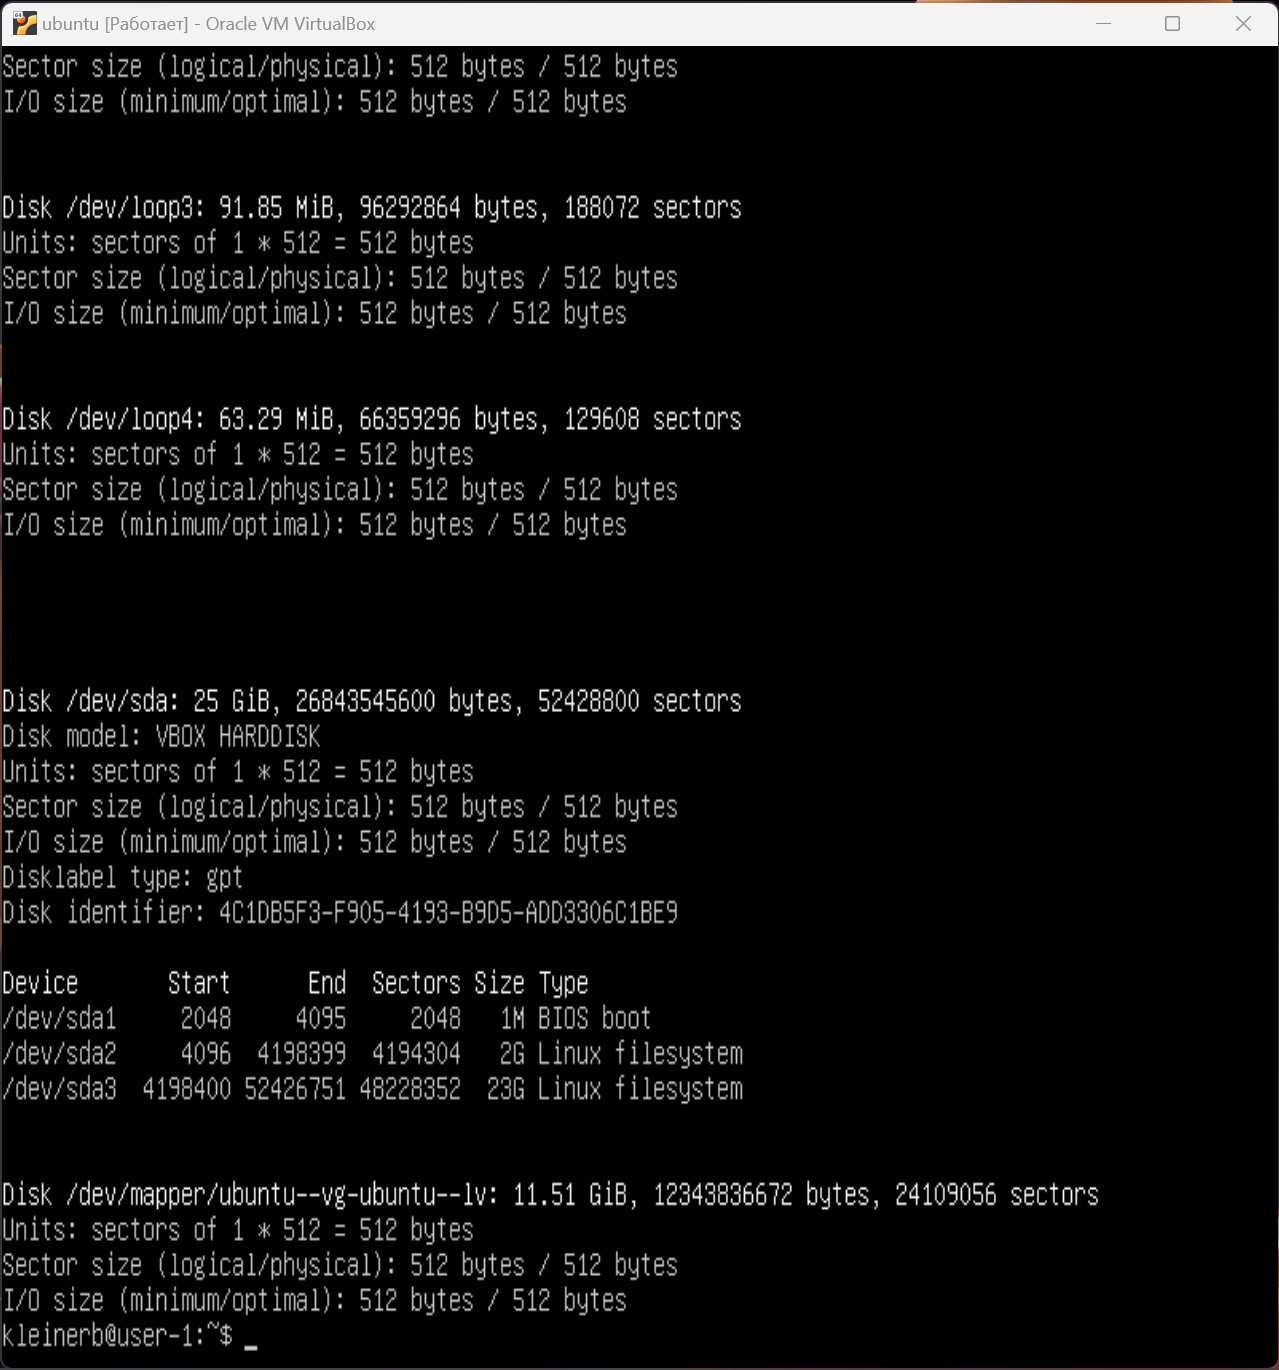 ubuntu [Работает] - Oracle VM VirtualBox
Sector size (logical/physical): 512 bytes / 512 bytes
I/O size (minimum/optimal): 512 bytes / 512 bytes
Disk /dev/loop3: 91.85 MiB, 96292864 bytes, 188072 sectors
Units: sectors of 1 * 512 = 512 bytes
Sector size (logical/physical): 512 bytes / 512 bytes
I/O size (minimum/optimal): 512 bytes / 512 bytes
Disk /dev/loop4: 63.29 MiB, 66359296 bytes, 129608 sectors
Units: sectors of 1 * 512 = 512 bytes
Sector size (logical/physical): 512 bytes / 512 bytes
I/O size (minimum/optimal): 512 bytes / 512 bytes
Disk /dev/sda: 25 GiB, 26843545600 bytes, 52428800 sectors
Disk model: VBOX HARDDISK
Units: sectors of 1 * 512 = 512 bytes
Sector size (logical/physical): 512 bytes / 512 bytes
I/O size (minimum/optimal): 512 bytes / 512 bytes
Disklabel type: gpt
Disk identifier: 4C1DB5F3-F905-4193-B9D5-ADD3306C1BE9
Device Start End Sectors Size Type
/dev/sda1 2048 4095 2048 1M BIOS boot
/dev/sda2 4096 4198399 4194304 2G Linux filesystem
/dev/sda3 4198400 52426751 48228352 23G Linux filesystem
Disk /dev/mapper/ubuntu--vg-ubuntu--lv: 11.51 GiB, 12343836672 bytes, 24109056 sectors
Units: sectors of 1 * 512 = 512 bytes
Sector size (logical/physical): 512 bytes / 512 bytes
I/O size (minimum/optimal): 512 bytes / 512 bytes
kleinerb@user-1:~$ _